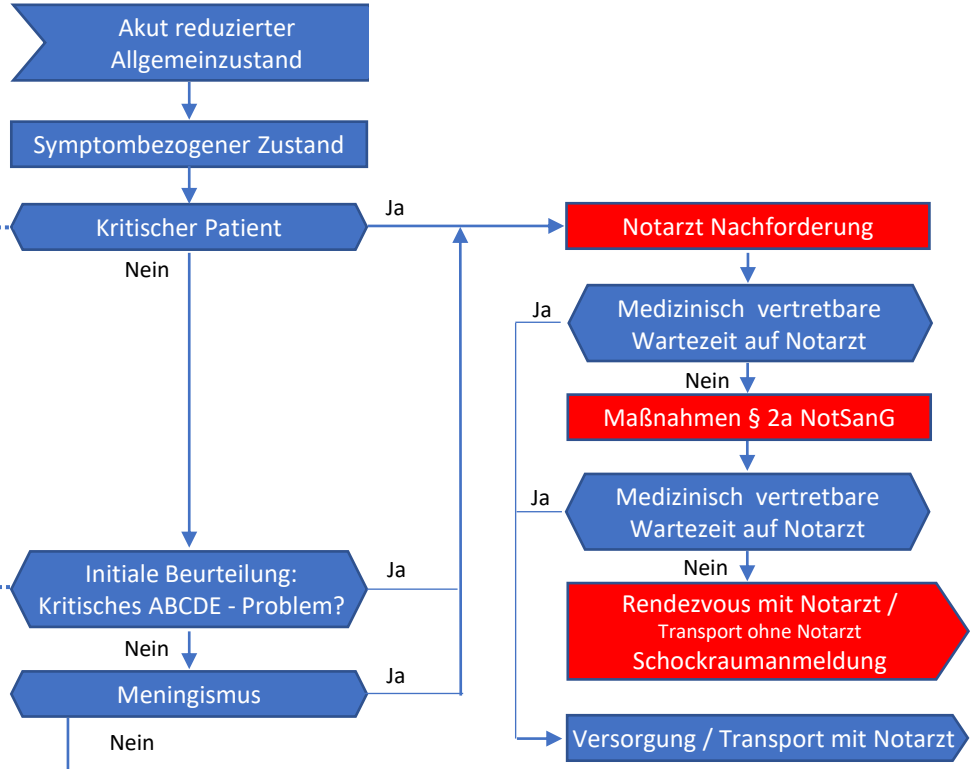 Akut reduzierter
Allgemeinzustand
Symptombezogener Zustand
Kritischer Patient
Ja
Nein
Notarzt Nachforderung
Ja
Medizinisch vertretbare
Wartezeit auf Notarzt
Nein
Maßnahmen § 2a NotSanG
Ja
Medizinisch vertretbare
Wartezeit auf Notarzt
Nein
Initiale Beurteilung:
Kritisches ABCDE - Problem?
Ja
Nein
Rendezvous mit Notarzt /
Transport ohne Notarzt
Schockraumanmeldung
Meningismus
Ja
Nein
Versorgung / Transport mit Notarzt